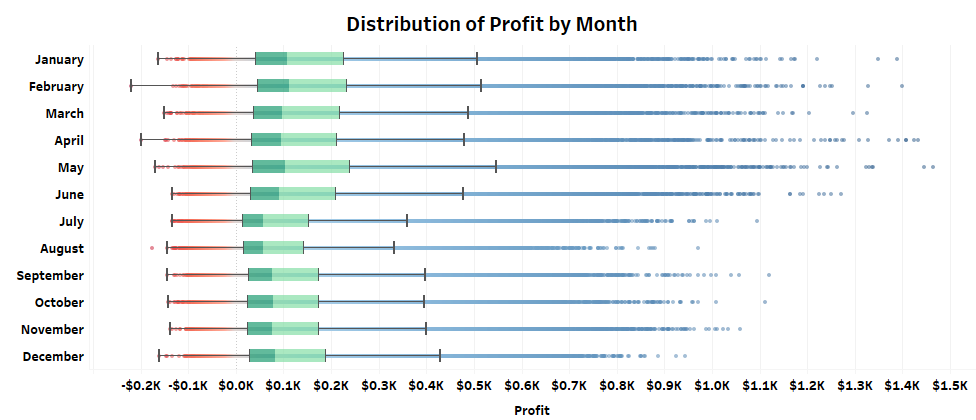 Distribution of Profit by Month
January
February
March
April
May
June
July
August
September
October
November
December
-$0.2K -$0.1K $0.0K $0.1K $0.2K $0.3K $0.4K $0.5K $0.6K $0.7K $0.8K $0.9K $1.0K $1.1K $1.2K $1.3K $1.4K $1.5K
Profit